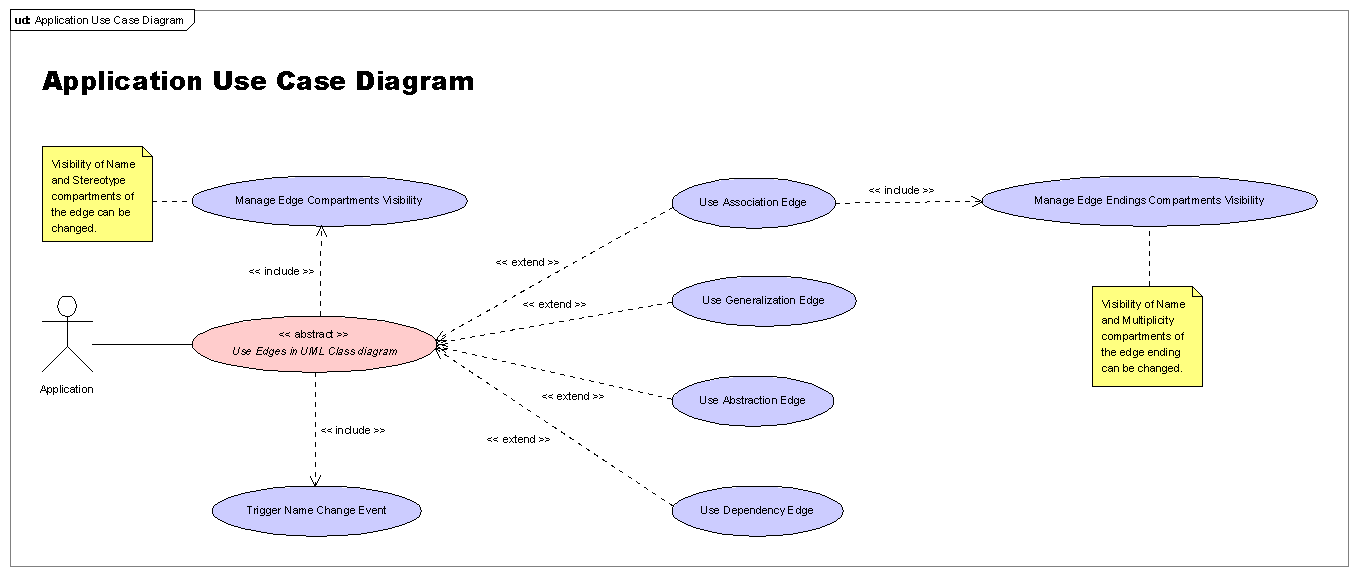 ud: Application Use Case Diagram
Application Use Case Diagram
Visibility of Name
and Stereotype
compartments of
the edge can be
changed.
Manage Edge Compartments Visibility
Use Association Edge
<< include >>
Manage Edge Endings Compartments Visibility
<< include >>
<< extend >>
<< extend >>
Use Generalization Edge
Visibility of Name
and Multiplicity
compartments of
the edge ending
can be changed.
<< abstract >>
Use Edges in UML Class diagram
Application
<< extend >>
Use Abstraction Edge
<< include >>
<< extend >>
Trigger Name Change Event
Use Dependency Edge